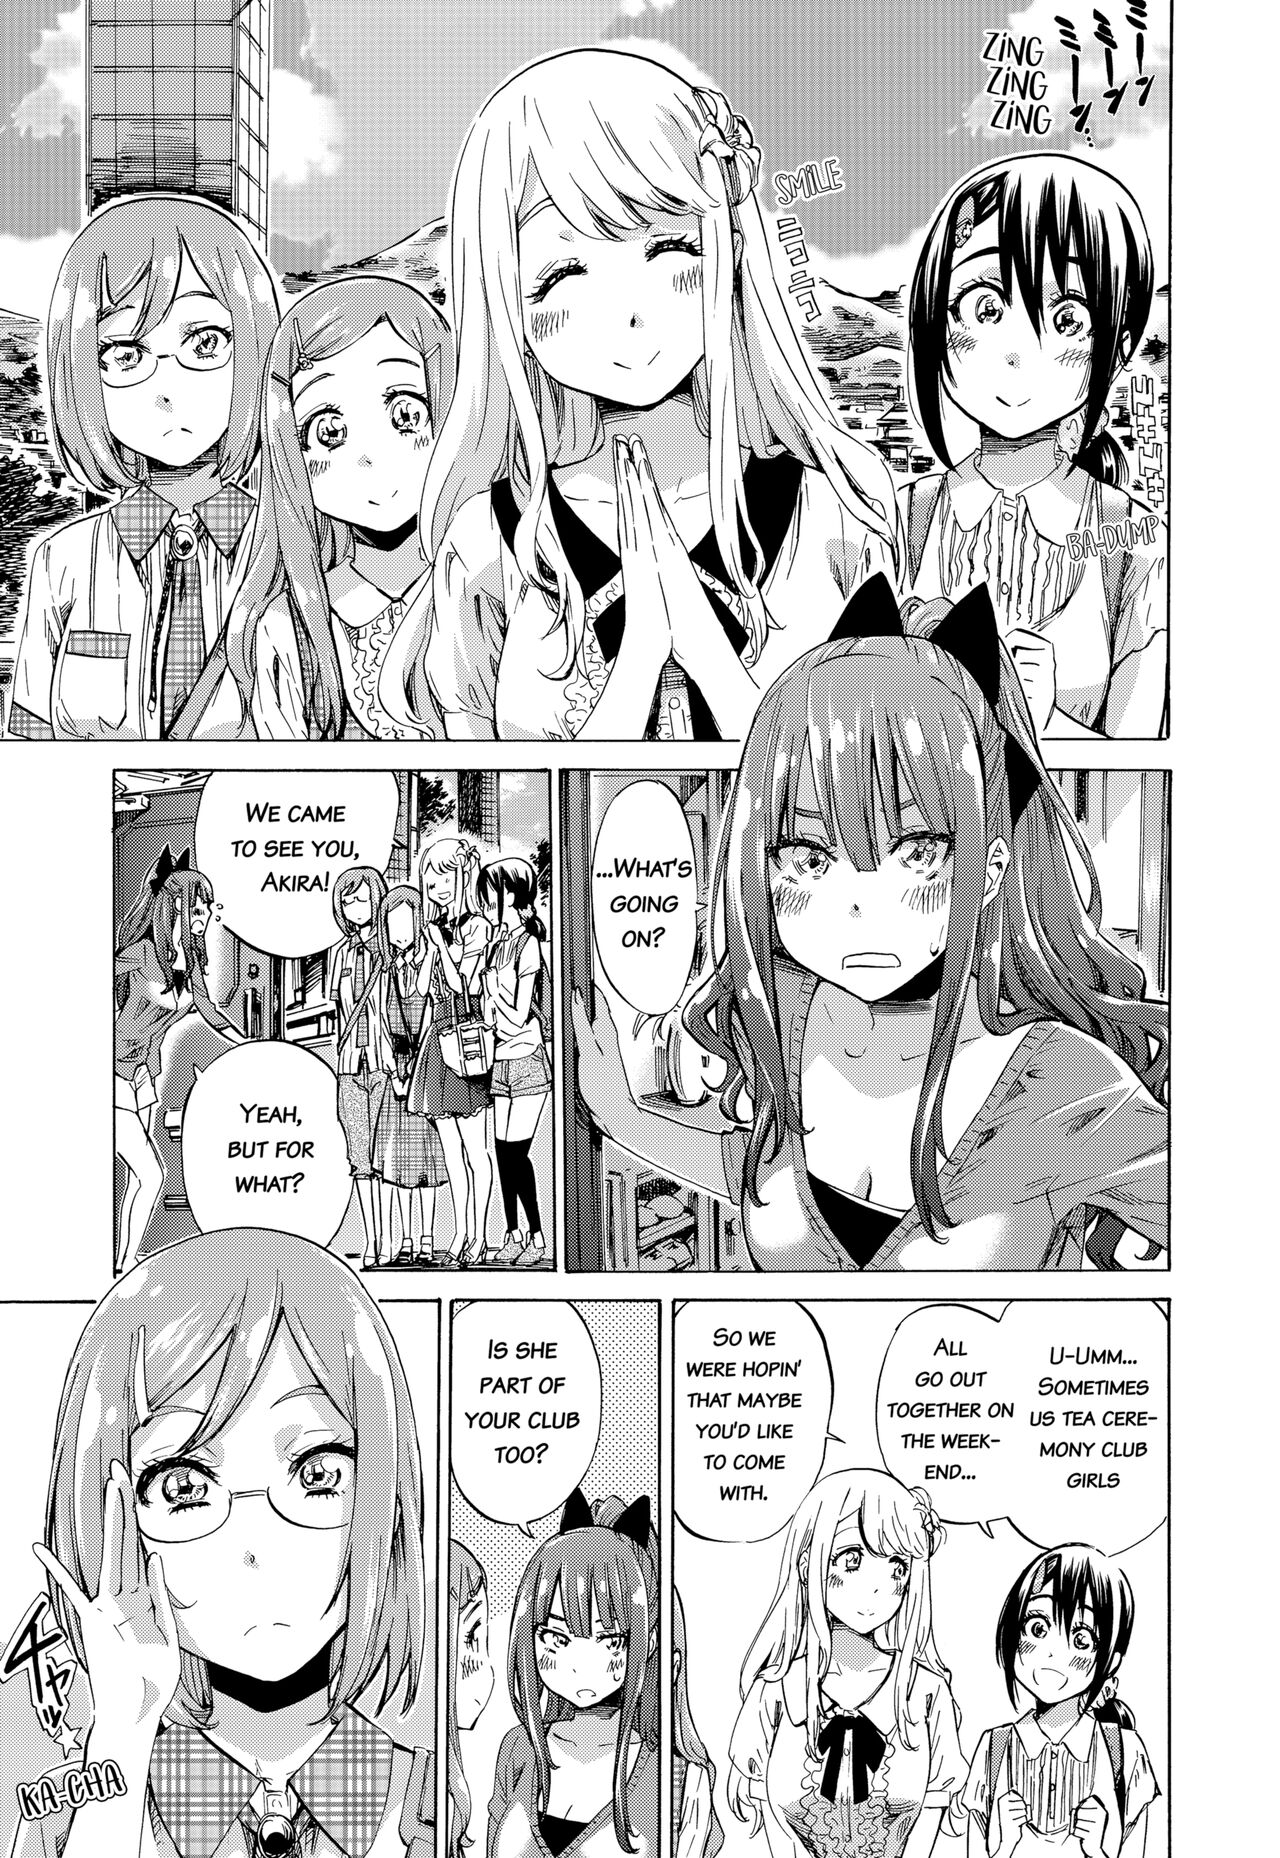 ミーン
ミーン
ミーン…
ZING
ZING
ZING
SMILE
ニコニコ
ドキドキ
BA-DUMP
...WHAT'S
GOING
ON?
WE CAME
TO SEE YOU,
AKIRA!
YEAH,
BUT FOR
WHAT?
U-UMM...
SOMETIMES
US TEA CERE-
MONY CLUB
GIRLS
ALL
GO OUT
TOGETHER ON
THE WEEK-
END...
SO WE
WERE HOPIN'
THAT MAYBE
YOU'D LIKE
TO COME
WITH.
IS SHE
PART OF
YOUR CLUB
TOO?
チャッ
KA-CHA